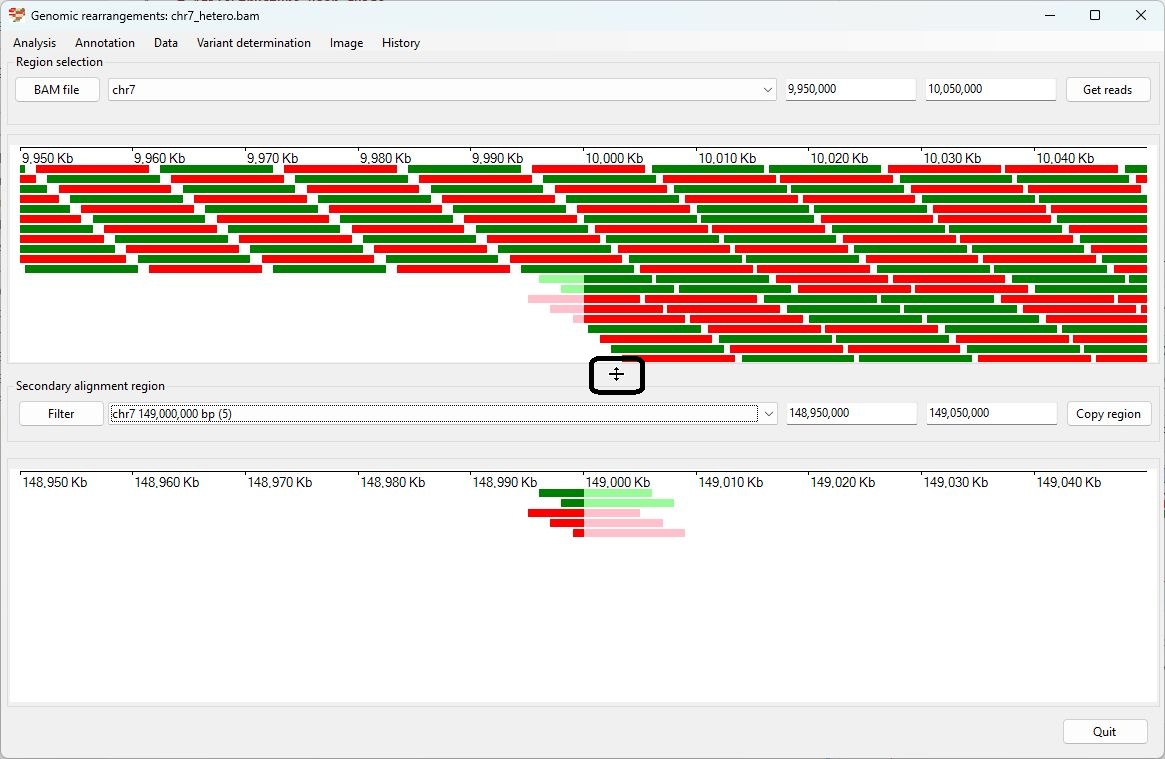 Genomic rearrangements: chr7_hetero.bam
Analysis Annotation Data Variant determination Image History
Region selection
BAM file chr7 9,950,000 10,050,000 Get reads
9,950 Kb 9,960 Kb 9,970 Kb 9,980 Kb 9,990 Kb 10,000 Kb 10,010 Kb 10,020 Kb 10,030 Kb 10,040 Kb
Secondary alignment region
Filter chr7 149,000,000 bp (5) 148,950,000 149,050,000 Copy region
148,950 Kb 148,960 Kb 148,970 Kb 148,980 Kb 148,990 Kb 149,000 Kb 149,010 Kb 149,020 Kb 149,030 Kb 149,040 Kb
Quit